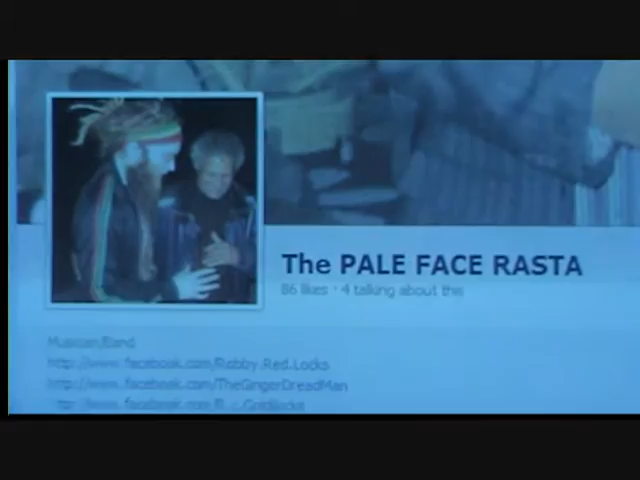 The PALE FACE RASTA
86 likes · 4 talking about this
Musician/Band
http://www.facebook.com/Robby.Red.Locks
http://www.facebook.com/TheGingerDreadMan